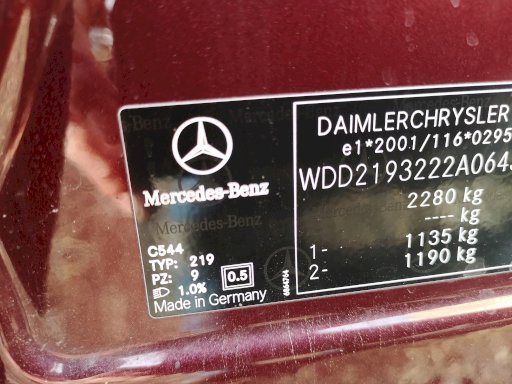 Mercedes-Benz
C544
TYP: 219
PZ: 9
0.5
1.0%
Made in Germany
DAIMLERCHRYSLER
e1*2001/116*0295
WDD2193222A064
2280 kg
---- kg
1- 1135 kg
2- 1190 kg